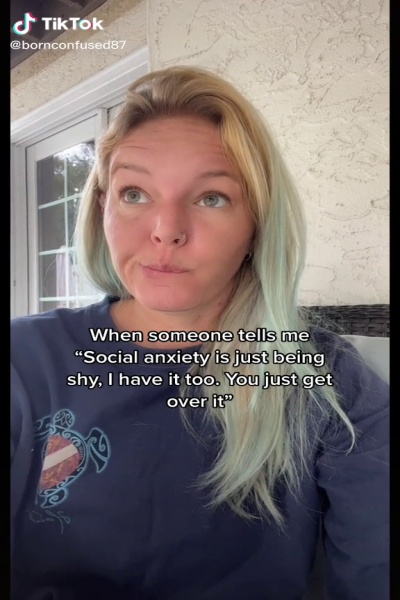 TikTok
@bornconfused87
When someone tells me
“Social anxiety is just being
shy, I have it too. You just get
over it”